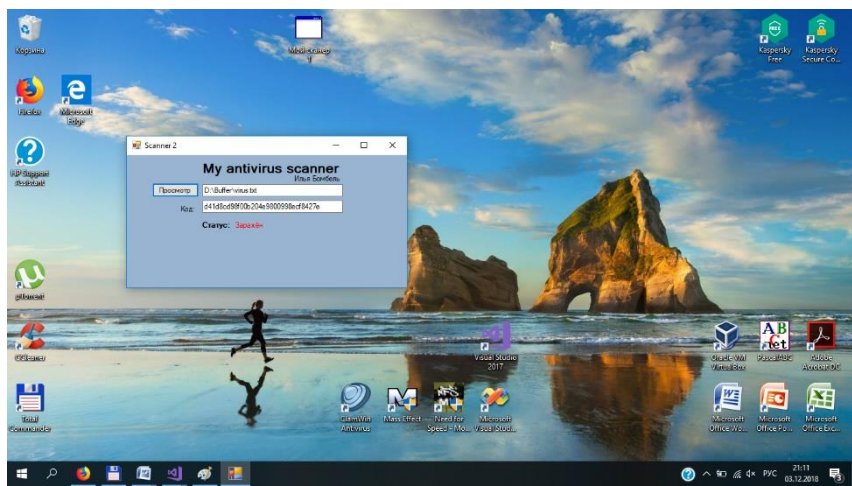 Корзина
Мой сканер
1
Kaspersky
Free
Kaspersky
Secure Co...
Firefox
Microsoft
Edge
HP Support
Assistant
Scanner 2
My antivirus scanner
Илья Бомбель
Просмотр
D:\Buffer\virus.txt
Код:
d41d8cd98f00b204e9800998ecf8427e
Статус: Заражён
µTorrent
CCleaner
Visual Studio
2017
Oracle VM
VirtualBox
PascalABC
Adobe
Acrobat DC
Total
Commander
ClamWin
Antivirus
Mass Effect
Need for
Speed - Mo...
Microsoft
Visual Stud...
Microsoft
Office Wo...
Microsoft
Office Po...
Microsoft
Office Exc...
РУС
21:11
03.12.2018